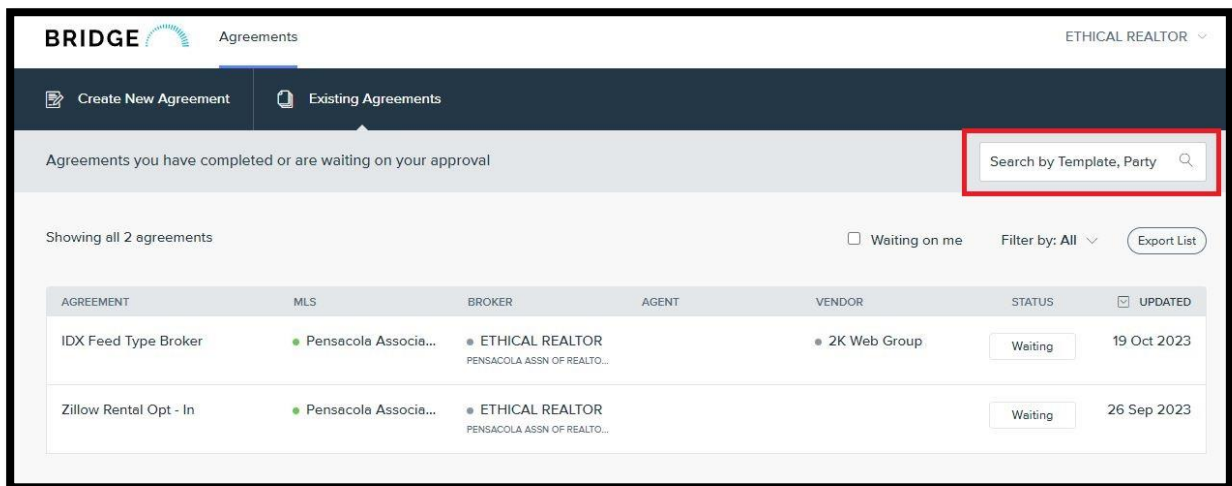 BRIDGE Agreements ETHICAL REALTOR
Create New Agreement Existing Agreements
Agreements you have completed or are waiting on your approval Search by Template, Party
Showing all 2 agreements Waiting on me Filter by: All Export List
AGREEMENT MLS BROKER AGENT VENDOR STATUS UPDATED
IDX Feed Type Broker Pensacola Associa... ETHICAL REALTOR 2K Web Group Waiting 19 Oct 2023
PENSACOLA ASSN OF REALTO...
Zillow Rental Opt - In Pensacola Associa... ETHICAL REALTOR Waiting 26 Sep 2023
PENSACOLA ASSN OF REALTO...